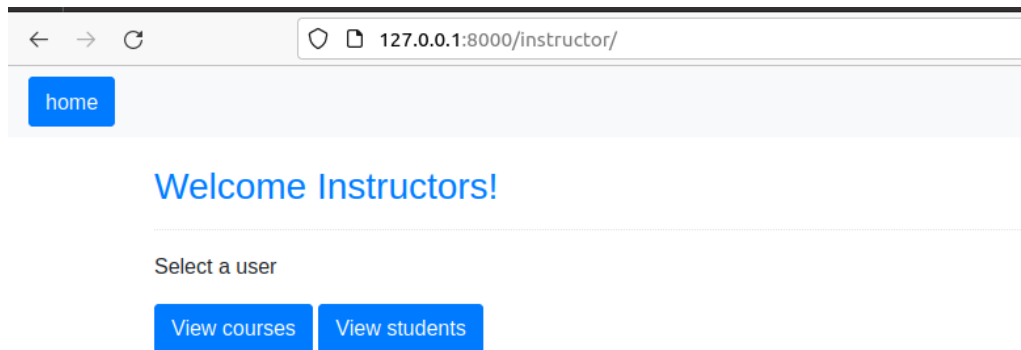 127.0.0.1:8000/instructor/
home
Welcome Instructors!
Select a user
View courses View students